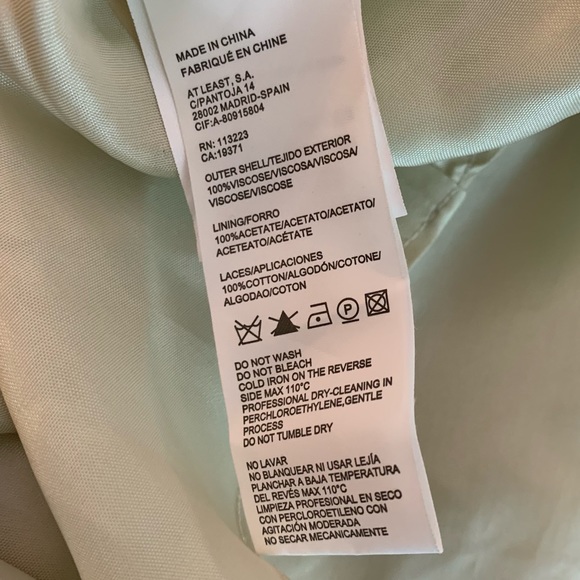 MADE IN CHINA
FABRIQUÉ EN CHINE
AT LEAST, S.A.
C/PANTOJA 14
28002 MADRID-SPAIN
CIF:A-80915804
RN: 113223
CA:19371
OUTER SHELL/TEJIDO EXTERIOR
100%VISCOSE/VISCOSA/VISCOSA/
VISCOSE/VISCOSE
LINING/FORRO
100%ACETATE/ACETATO/ACETATO/
ACETEATO/ACÉTATE
LACES/APLICACIONES
100%COTTON/ALGODÓN/COTONE/
ALGODAO/COTON
P
DO NOT WASH
DO NOT BLEACH
COLD IRON ON THE REVERSE
SIDE MAX 110°C
PROFESSIONAL DRY-CLEANING IN
PERCHLOROETHYLENE,GENTLE
PROCESS
DO NOT TUMBLE DRY
NO LAVAR
NO BLANQUEAR NI USAR LEJÍA
PLANCHAR A BAJA TEMPERATURA
DEL REVÉS MAX 110°C
LIMPIEZA PROFESIONAL EN SECO
CON PERCLOROETILENO CON
AGITACIÓN MODERADA
NO SECAR MECANICAMENTE